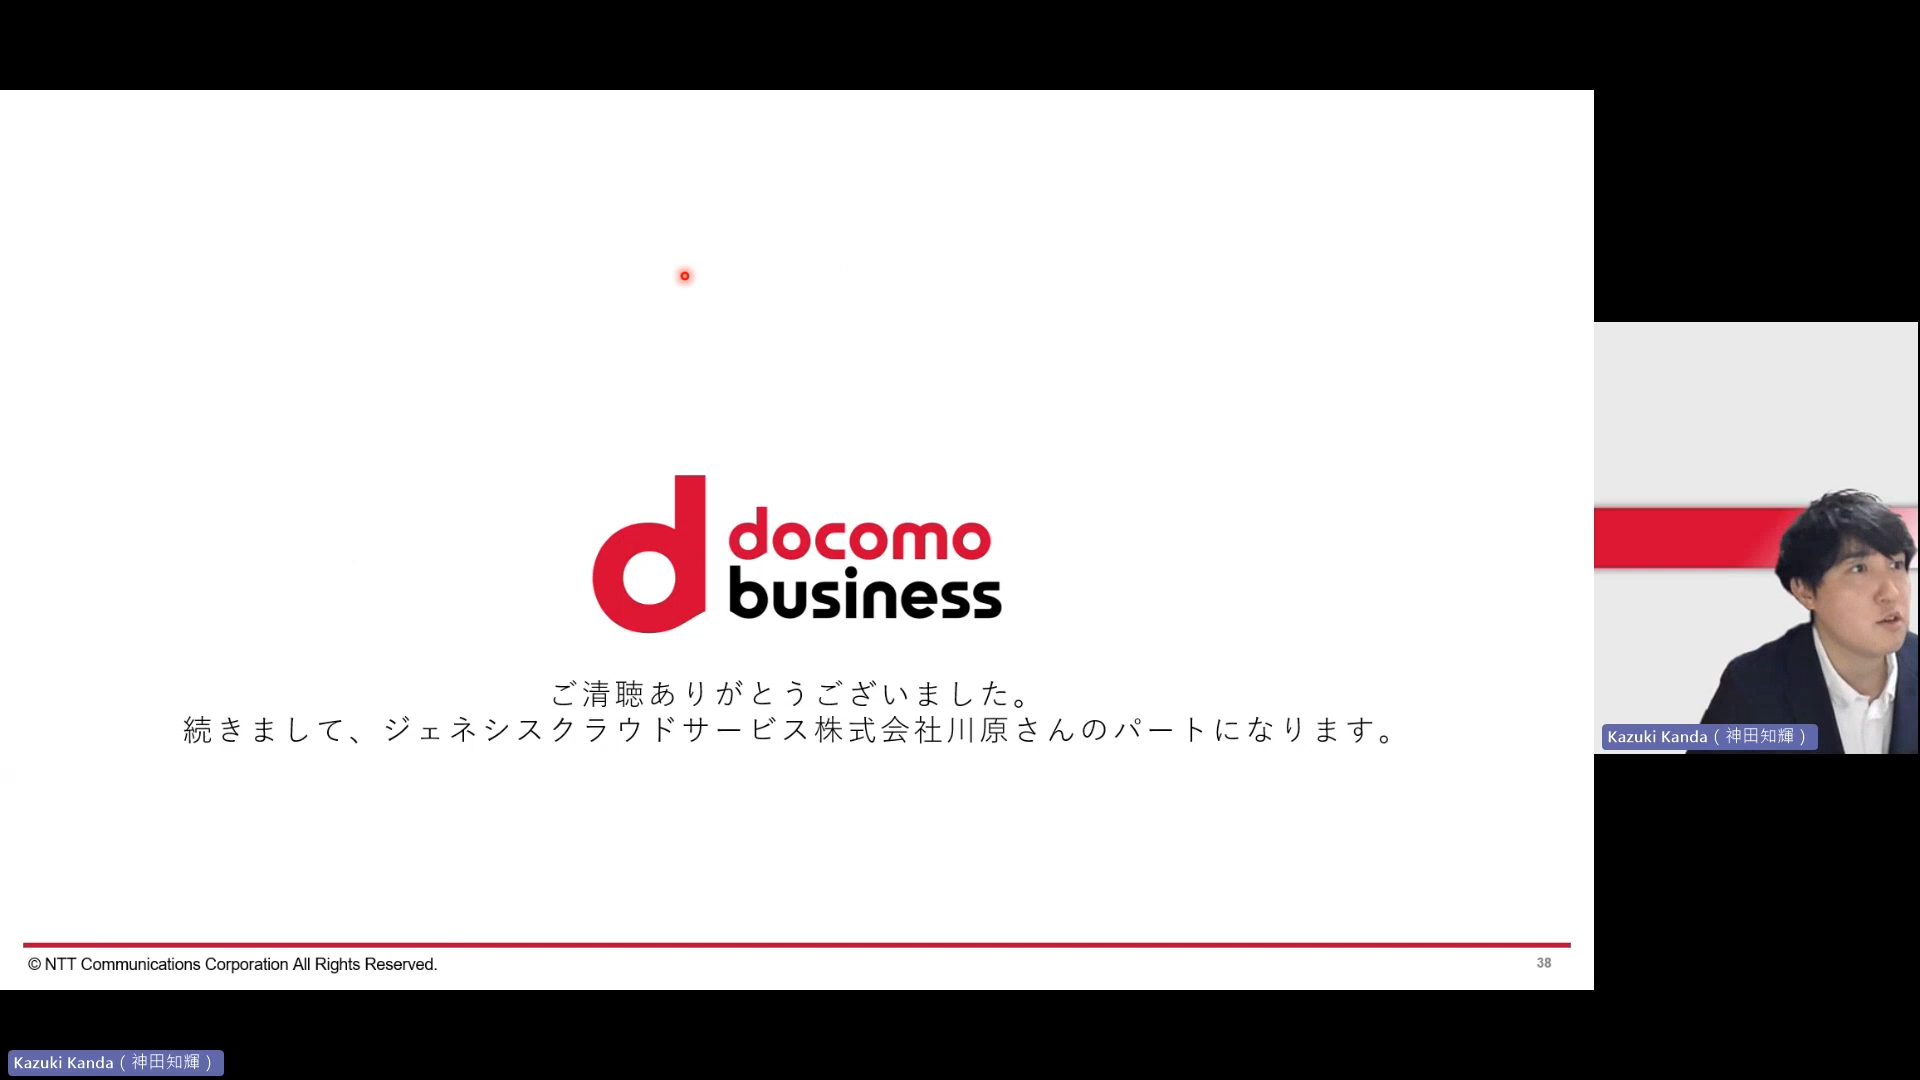 docomo
business
ご清聴ありがとうございました。
続きまして、ジェネシスクラウドサービス株式会社川原さんのパートになります。
© NTT Communications Corporation All Rights Reserved.
38
Kazuki Kanda ( 神田知輝 )
Kazuki Kanda ( 神田知輝 )